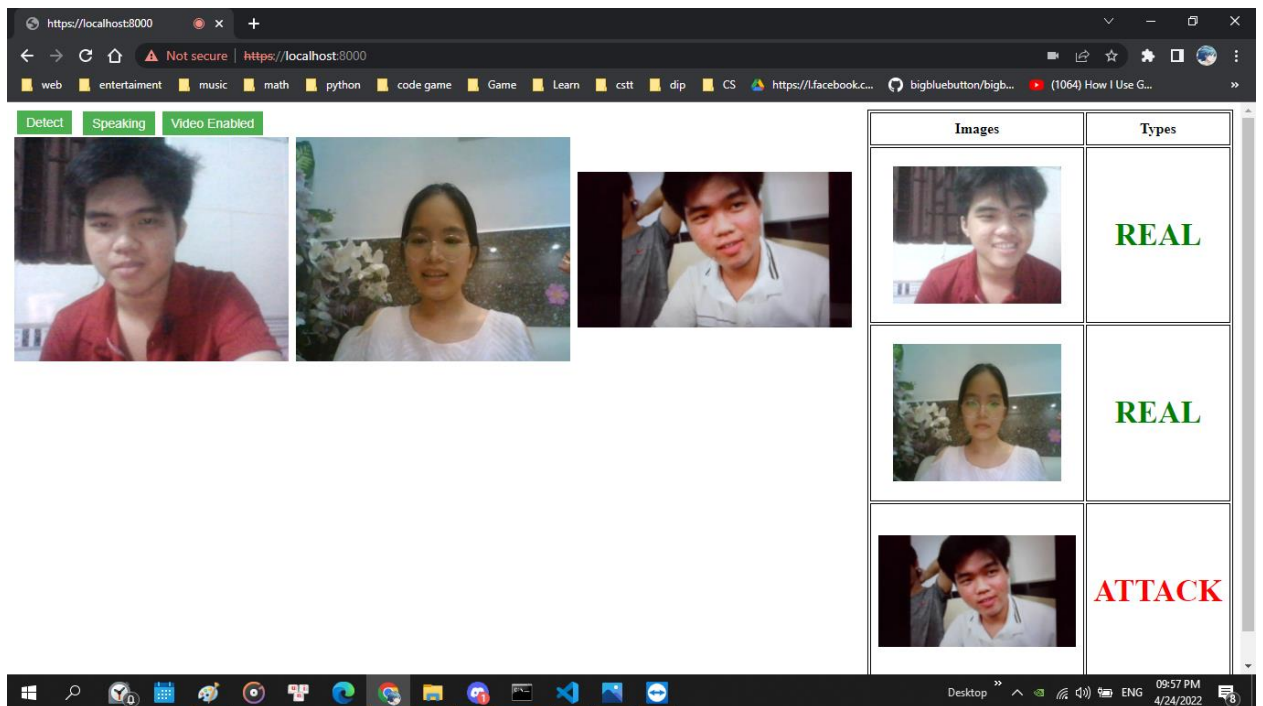 https://localhost:8000
Not secure | https://localhost:8000
web entertaiment music math python code game Game Learn cstt dip CS https://l.facebook.c... bigbluebutton/bigb... (1064) How I Use G... »
Detect Speaking Video Enabled
Images Types
REAL
REAL
ATTACK
Desktop » ENG 09:57 PM
4/24/2022
8